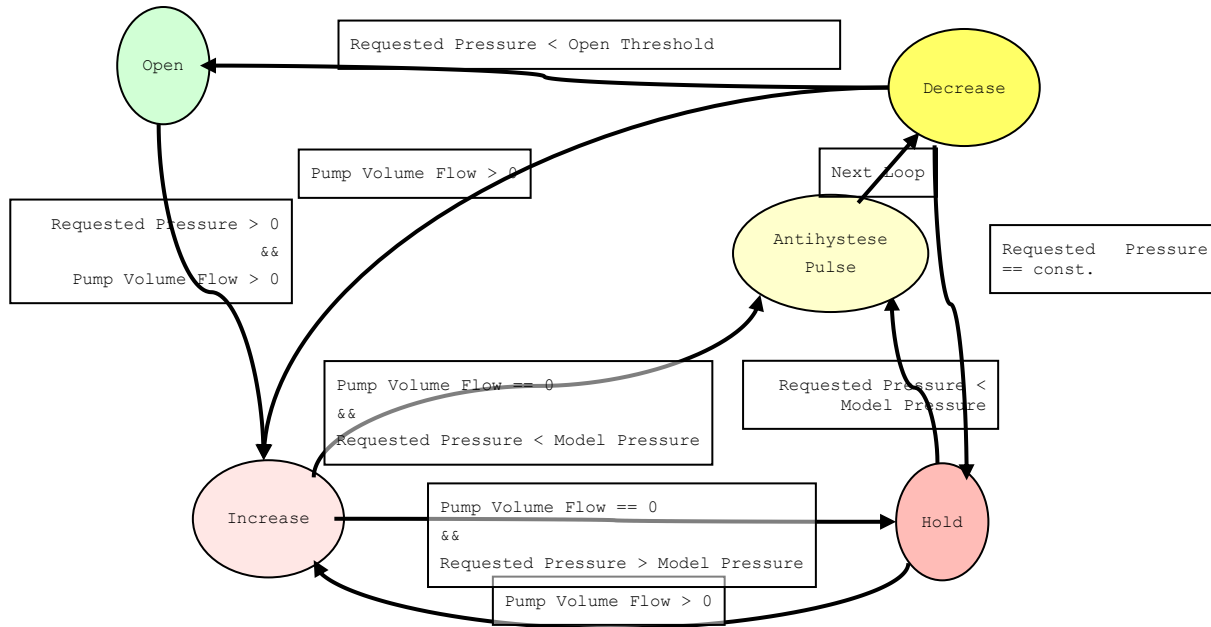 Requested Pressure < Open Threshold
Open
Decrease
Pump Volume Flow > 0
Next Loop
Requested Pressure > 0
&&
Pump Volume Flow > 0
Antihystese
Pulse
Requested Pressure
== const.
Pump Volume Flow == 0
&&
Requested Pressure < Model Pressure
Requested Pressure <
Model Pressure
Increase
Pump Volume Flow == 0
&&
Requested Pressure > Model Pressure
Hold
Pump Volume Flow > 0